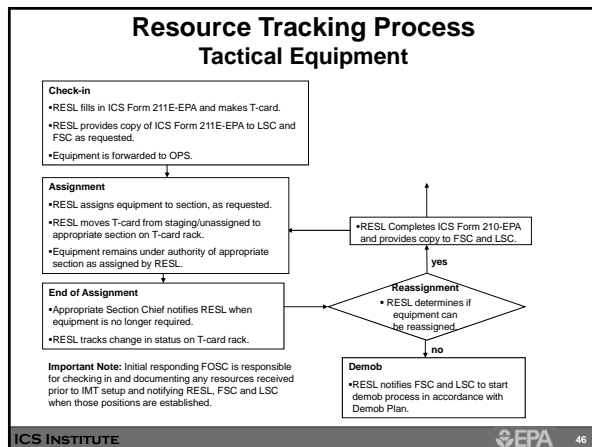 Resource Tracking Process
Tactical Equipment
Check-in
•RESL fills in ICS Form 211E-EPA and makes T-card.
•RESL provides copy of ICS Form 211E-EPA to LSC and
FSC as requested.
•Equipment is forwarded to OPS.
Assignment
•RESL assigns equipment to section, as requested.
•RESL moves T-card from staging/unassigned to
appropriate section on T-card rack.
•Equipment remains under authority of appropriate
section as assigned by RESL.
•RESL Completes ICS Form 210-EPA
and provides copy to FSC and LSC.
yes
End of Assignment
•Appropriate Section Chief notifies RESL when
equipment is no longer required.
•RESL tracks change in status on T-card rack.
Reassignment
•RESL determines if
equipment can
be reassigned.
no
Important Note: Initial responding FOSC is responsible
for checking in and documenting any resources received
prior to IMT setup and notifying RESL, FSC and LSC
when those positions are established.
Demob
•RESL notifies FSC and LSC to start
demob process in accordance with
Demob Plan.
ICS INSTITUTE
EPA
46